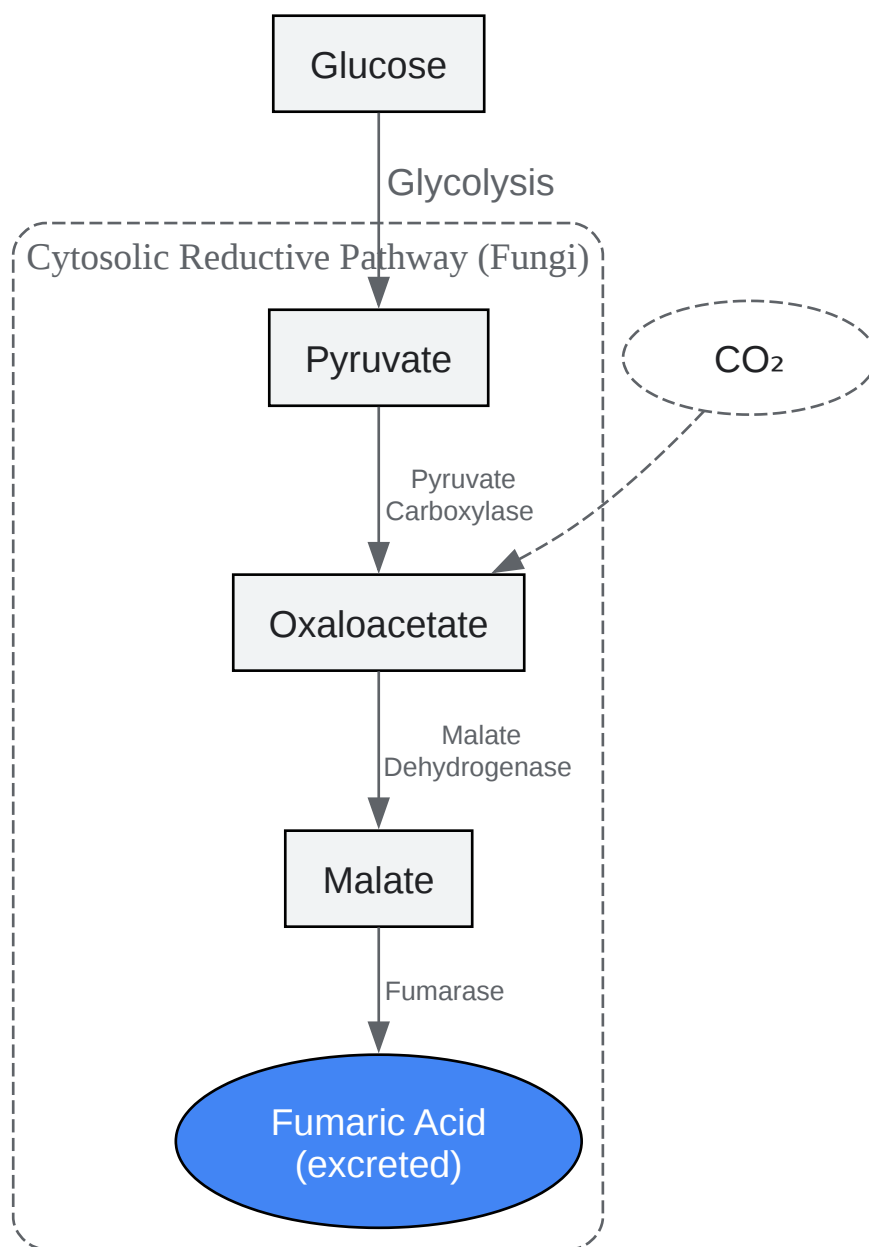 Glucose
Glycolysis
Cytosolic Reductive Pathway (Fungi)
Pyruvate
CO₂
Pyruvate
Carboxylase
Oxaloacetate
Malate
Dehydrogenase
Malate
Fumarase
Fumaric Acid
(excreted)